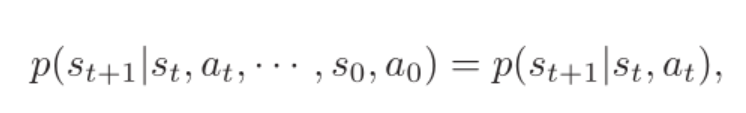 p(s_{t+1}|s_t, a_t, ⋯ , s_0, a_0) = p(s_{t+1}|s_t, a_t),